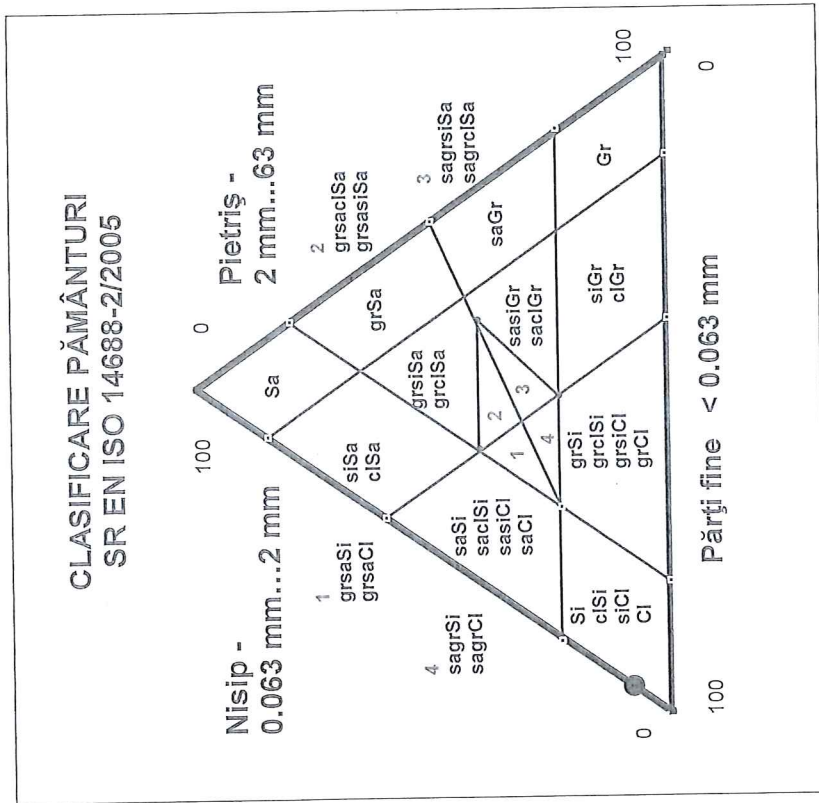 CLASIFICARE PĂMÂNTURI
SR EN ISO 14688-2/2005
Nisip -
0.063 mm...2 mm
Pietriş -
2 mm...63 mm
100
0
1
grsaSi
grsaCl
2
grsaclSa
grsasiSa
3
sagrsiSa
sagrclSa
4
sagrSi
sagrCl
Sa
siSa
clSa
grSa
grsiSa
grclSa
saSi
saclSi
sasiCl
saCl
1
2
3
4
sasiGr
saclGr
saGr
Si
clSi
siCl
Cl
grSi
grclSi
grsiCl
grCl
siGr
clGr
Gr
0
100
100
0
Părţi fine < 0.063 mm